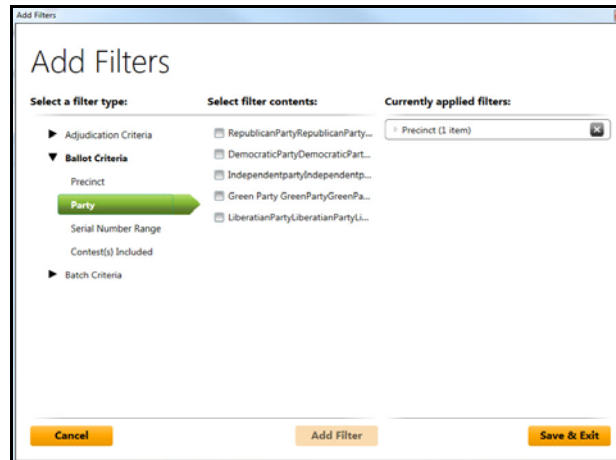 Add Filters
Add Filters
Select a filter type:
Select filter contents:
Currently applied filters:
Adjudication Criteria
Ballot Criteria
Precinct
Party
Serial Number Range
Contest(s) Included
Batch Criteria
RepublicanPartyRepublicanParty...
DemocraticPartyDemocraticPart...
IndependentpartyIndependentp...
Green Party GreenPartyGreenPa...
LiberatianPartyLiberatianPartyLi...
Precinct (1 item)
Cancel
Add Filter
Save & Exit